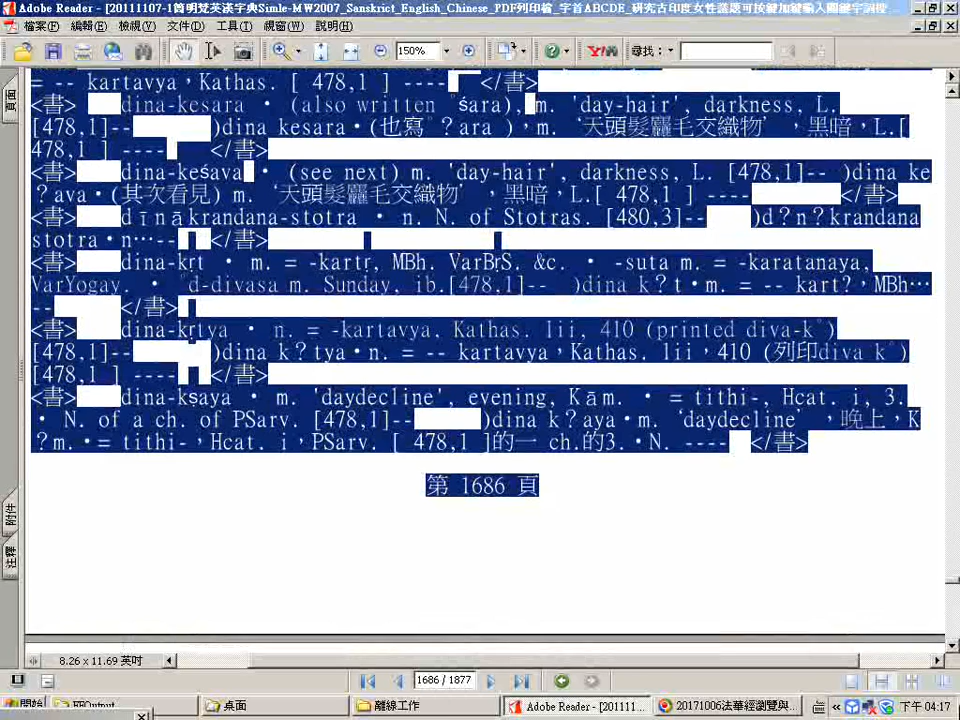 Adobe Reader - [20111107-1簡明梵英漢字典Simle-MW2007_Sanskrict_English_Chinese_PDF列印檔_字首ABCDE_研究古印度女性議題可按鍵加鍵輸入關鍵字詞搜
檔案(F) 編輯(E) 檢視(V) 文件(D) 工具(T) 視窗(W) 說明(H)
150% 尋找：
= -- kartavya，Kathas. [ 478,1 ] ---- </書>
<書> dina-kesara • (also written °śara), m. 'day-hair', darkness, L.
[478,1]-- )dina kesara•(也寫 °?ara )，m.‘天頭髮羉毛交織物’，黑暗，L.[
478,1 ] ---- </書>
<書> dina-keśava • (see next) m. 'day-hair', darkness, L. [478,1]-- )dina ke
?ava•(其次看見) m. ‘天頭髮羉毛交織物’，黑暗，L.[ 478,1 ] ---- </書>
<書> dīnākrandana-stotra • n. N. of Stotras. [480,3]-- )d?n?krandana
stotra•n…-- </書>
<書> dina-kṛt • m. = -kartṛ, MBh. VarBṛS. &c. • -suta m. = -karatanaya,
VarYogay. • °d-divasa m. Sunday, ib.[478,1]-- )dina k?t•m. = -- kart?，MBh…
-- </書>
<書> dina-kṛtya • n. = -kartavya, Kathas. lii, 410 (printed diva-k°)
[478,1]-- )dina k?tya•n. = -- kartavya，Kathas. lii，410 (列印diva k°)
[478,1 ] ---- </書>
<書> dina-kṣaya • m. 'daydecline', evening, Kām. • = tithi-, Hcat. i, 3.
• N. of a ch. of PSarv. [478,1]-- )dina k?aya•m.‘daydecline’，晚上，K
?m.•= tithi-，Hcat. i，PSarv. [ 478,1 ]的一 ch.的3.•N. ---- </書>
第 1686 頁
頁面
附件
註釋
8.26 x 11.69 英吋
1686 / 1877
開始 FFOutput 桌面 離線工作 Adobe Reader - [2011... 20171006法華經遊覽與... 下午 04:17